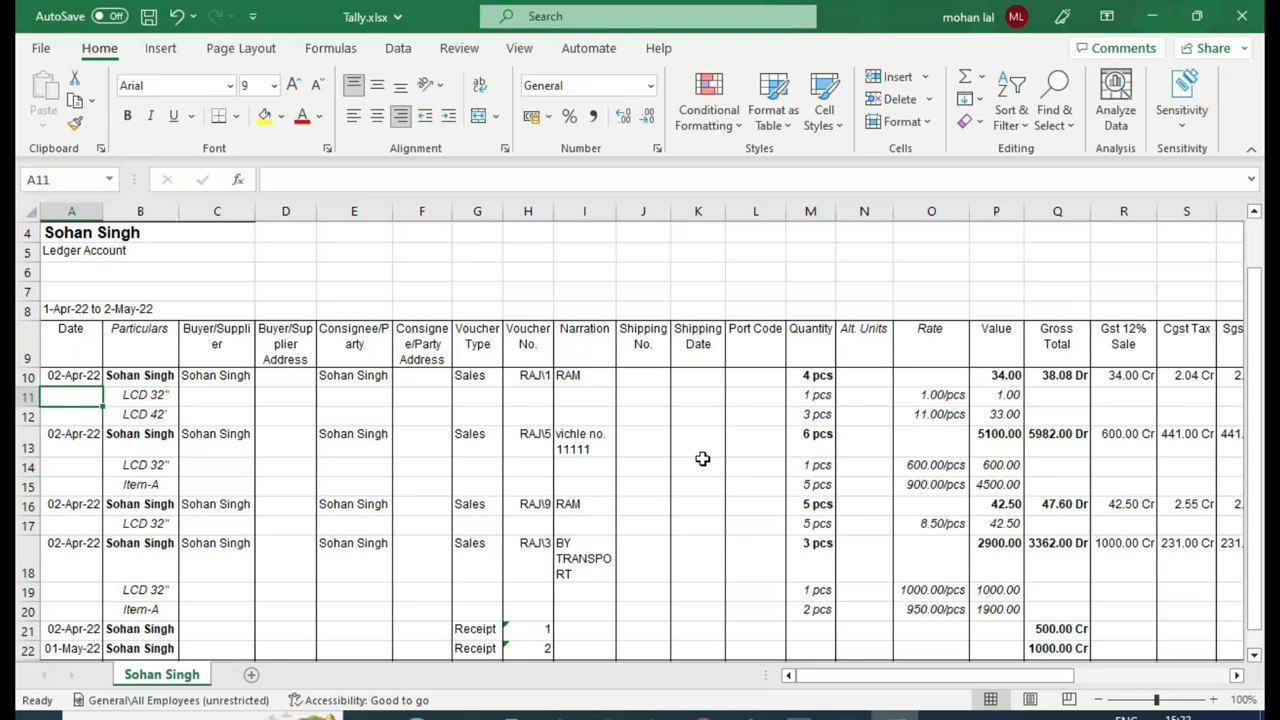 AutoSave Off Tally.xlsx Search mohan lal ML
File Home Insert Page Layout Formulas Data Review View Automate Help Comments Share
Paste Arial 9 General Conditional Formatting Format as Table Cell Styles Insert Delete Format Sort & Filter Find & Select Analyze Data Sensitivity
Clipboard Font Alignment Number Styles Cells Editing Analysis Sensitivity
A11
A B C D E F G H I J K L M N O P Q R S
4 Sohan Singh
5 Ledger Account
6
7
8 1-Apr-22 to 2-May-22
9 Date Particulars Buyer/Supplier Buyer/Supplier Address Consignee/Party Consignee/Party Address Voucher Type Voucher No. Narration Shipping No. Shipping Date Port Code Quantity Alt. Units Rate Value Gross Total Gst 12% Sale Cgst Tax Sgs
10 02-Apr-22 Sohan Singh Sohan Singh Sohan Singh Sales RAJ\1 RAM 4 pcs 34.00 38.08 Dr 34.00 Cr 2.04 Cr 2.
11 LCD 32" 1 pcs 1.00/pcs 1.00
12 LCD 42' 3 pcs 11.00/pcs 33.00
13 02-Apr-22 Sohan Singh Sohan Singh Sohan Singh Sales RAJ\5 vichle no. 11111 6 pcs 5100.00 5982.00 Dr 600.00 Cr 441.00 Cr 441.
14 LCD 32" 1 pcs 600.00/pcs 600.00
15 Item-A 5 pcs 900.00/pcs 4500.00
16 02-Apr-22 Sohan Singh Sohan Singh Sohan Singh Sales RAJ\9 RAM 5 pcs 42.50 47.60 Dr 42.50 Cr 2.55 Cr 2.
17 LCD 32" 5 pcs 8.50/pcs 42.50
18 02-Apr-22 Sohan Singh Sohan Singh Sohan Singh Sales RAJ\3 BY TRANSPORT 3 pcs 2900.00 3362.00 Dr 1000.00 Cr 231.00 Cr 231.
19 LCD 32" 1 pcs 1000.00/pcs 1000.00
20 Item-A 2 pcs 950.00/pcs 1900.00
21 02-Apr-22 Sohan Singh Receipt 1 500.00 Cr
22 01-May-22 Sohan Singh Receipt 2 1000.00 Cr
Sohan Singh
Ready General\All Employees (unrestricted) Accessibility: Good to go 100%